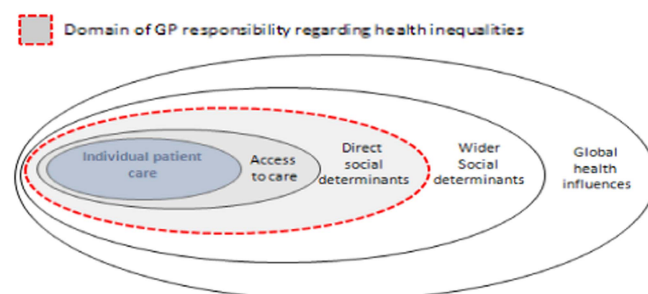 Domain of GP responsibility regarding health inequalities
Individual patient
care
Access
to care
Direct
social
determinants
Wider
Social
determinants
Global
health
influences